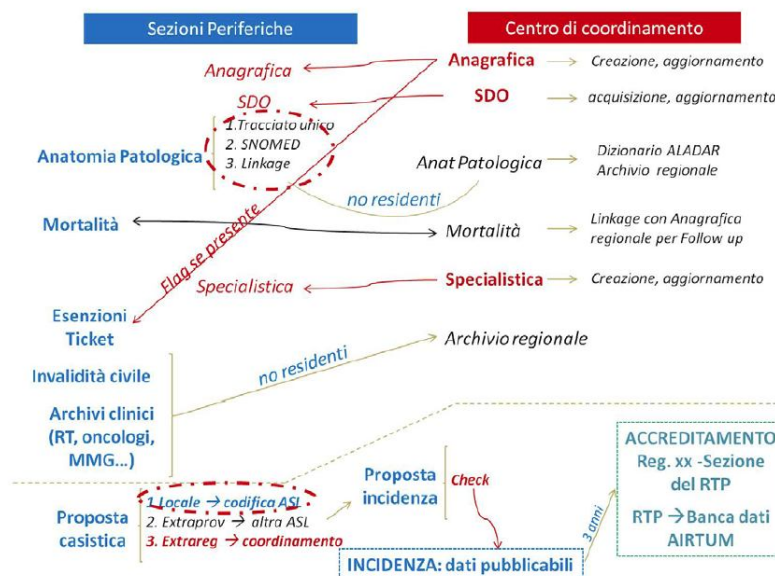 Sezioni Periferiche
Centro di coordinamento
Anagrafica
Anagrafica
Creazione, aggiornamento
SDO
SDO
acquisizione, aggiornamento
Anatomia Patologica
1.Tracciato unico
2. SNOMED
3. Linkage
Anat Patologica
Dizionario ALADAR
Archivio regionale
no residenti
Mortalità
Mortalità
Linkage con Anagrafica
regionale per Follow up
Flag se presente
Specialistica
Specialistica
Creazione, aggiornamento
Esenzioni
Ticket
Archivio regionale
no residenti
Invalidità civile
Archivi clinici
(RT, oncologi,
MMG...)
Proposta
casistica
1.Locale → codifica ASL
2. Extraprov → altra ASL
3. Extrareg → coordinamento
Proposta
incidenza
Check
INCIDENZA: dati pubblicabili
3 anni
ACCREDITAMENTO
Reg. xx -Sezione
del RTP
RTP → Banca dati
AIRTUM